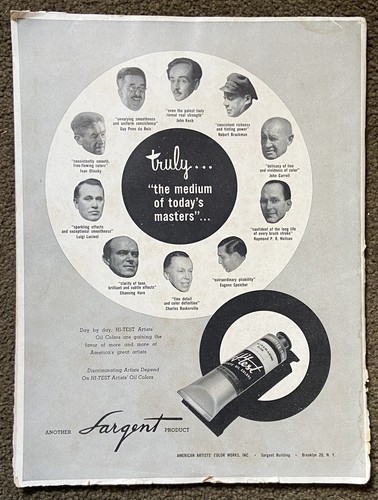 "unvarying smoothness
and uniform consistency"
Guy Pene du Bois
"even the palest tinty
reveal real strength"
John Koch
"consistent richness
and tinting power"
Robert Brackman
"delicacy of line
and vividness of color"
John Carroll
"confident of the long life
of every brush stroke"
Raymond P. R. Neilson
"extraordinary pliability"
Eugene Speicher
"fine detail
and color definition"
Charles Baskerville
"clarity of tone,
brilliant and subtle effects"
Channing Hare
"sparkling effects
and exceptional smoothness"
Luigi Lucioni
"consistently smooth,
free-flowing colors"
Ivan Olinsky
truly...
"the medium
of today's
masters"...
Day by day, HI-TEST Artists'
Oil Colors are gaining the
favor of more and more of
America's great artists
Discriminating Artists Depend
On HI-TEST Artists' Oil Colors
Hi-test
ANOTHER Sargent PRODUCT
AMERICAN ARTISTS' COLOR WORKS, INC. • Sargent Building • Brooklyn 20, N. Y.